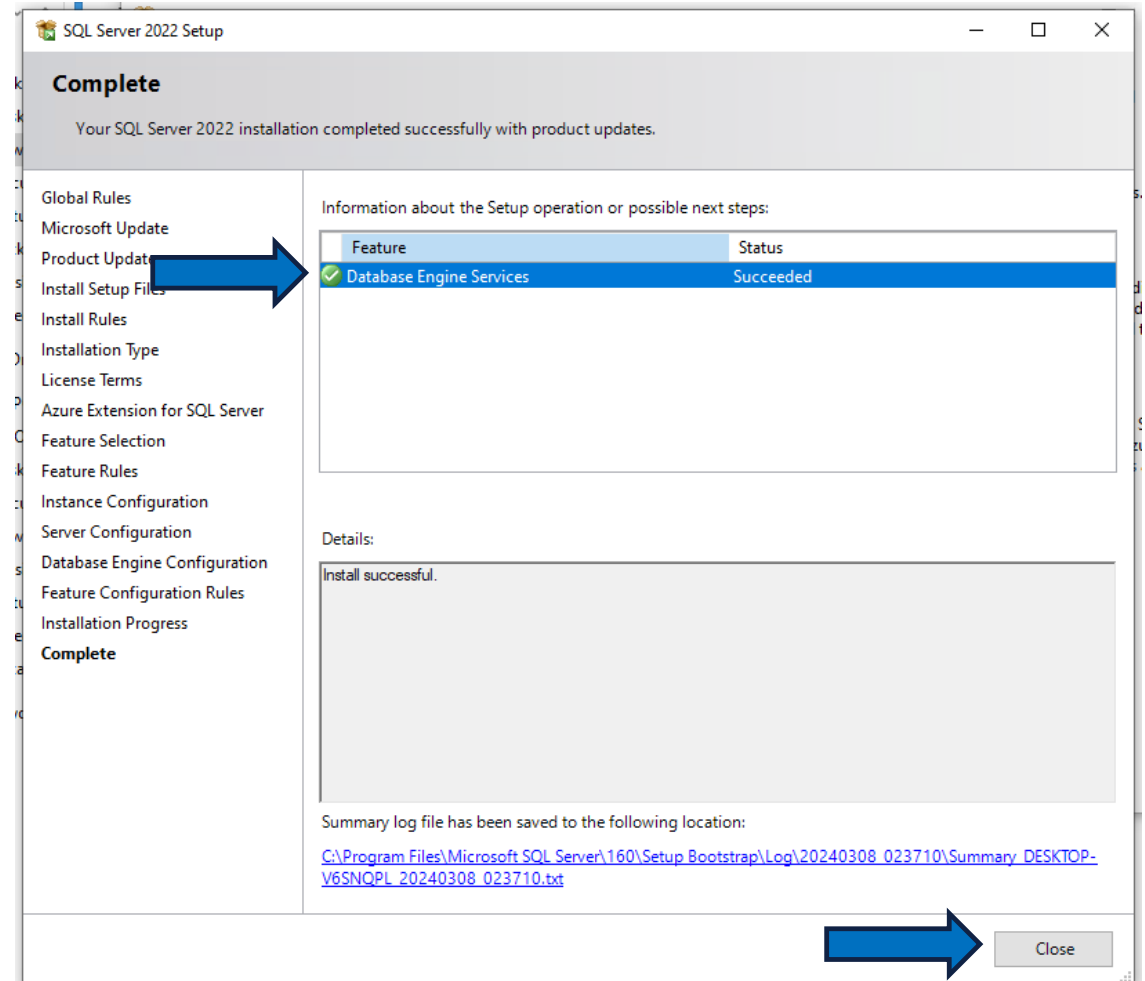 SQL Server 2022 Setup
Complete
Your SQL Server 2022 installation completed successfully with product updates.
Global Rules
Microsoft Update
Product Update
Install Setup Files
Install Rules
Installation Type
License Terms
Azure Extension for SQL Server
Feature Selection
Feature Rules
Instance Configuration
Server Configuration
Database Engine Configuration
Feature Configuration Rules
Installation Progress
Complete
Information about the Setup operation or possible next steps:
Feature Status
Database Engine Services Succeeded
Details:
Install successful.
Summary log file has been saved to the following location:
C:\Program Files\Microsoft SQL Server\160\Setup Bootstrap\Log\20240308_023710\Summary_DESKTOP-
V6SNQPL_20240308_023710.txt
Close